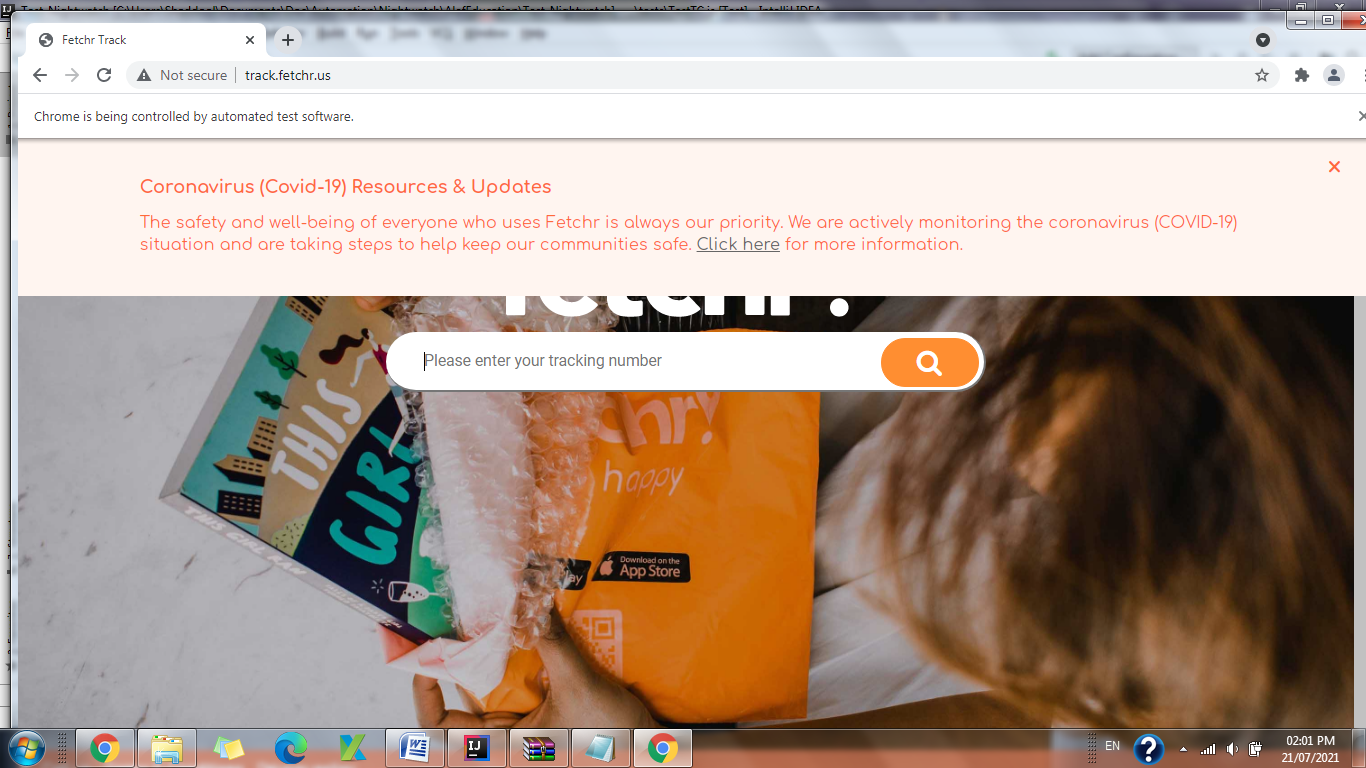 Test-Nightwatch
IntelliJ IDEA
Fetchr Track
Not secure
track.fetchr.us
Chrome is being controlled by automated test software.
Coronavirus (Covid-19) Resources & Updates
The safety and well-being of everyone who uses Fetchr is always our priority. We are actively monitoring the coronavirus (COVID-19)
situation and are taking steps to help keep our communities safe. Click here for more information.
fetchr?
Please enter your tracking number
THIS
GIRL
happy
Download on the
App Store
EN
02:01 PM
21/07/2021